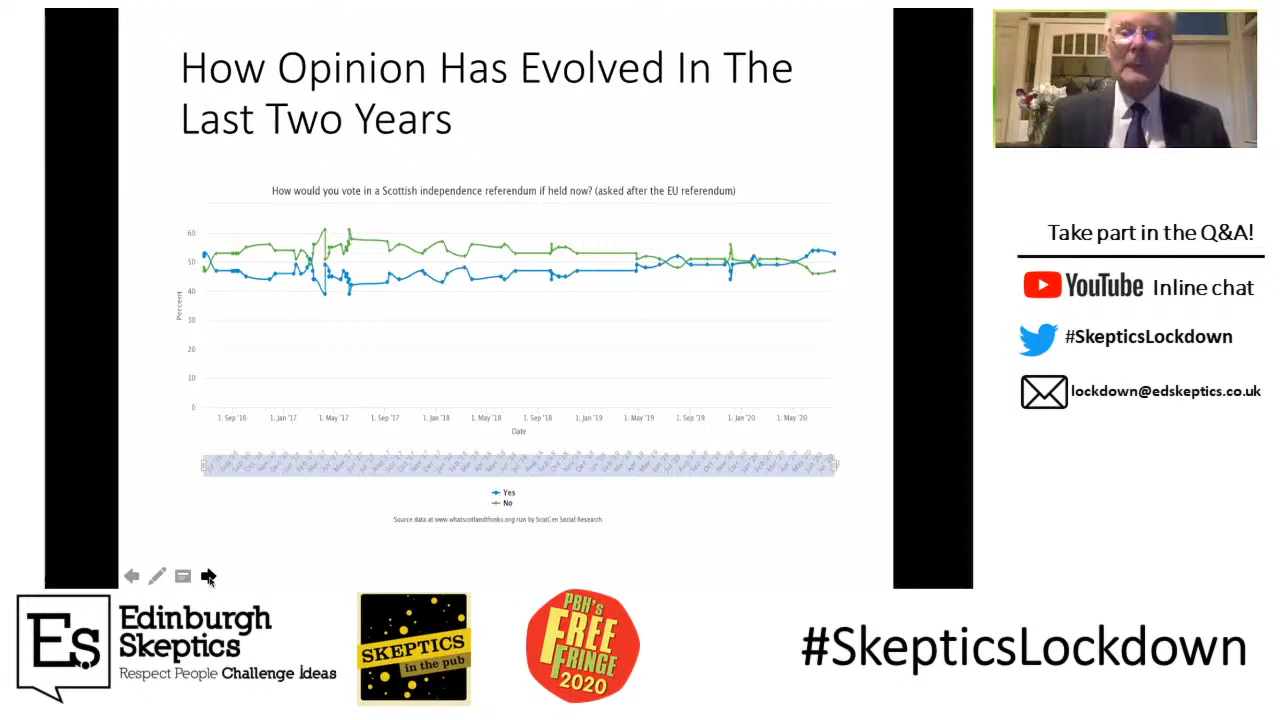 How Opinion Has Evolved In The
Last Two Years
How would you vote in a Scottish independence referendum if held now? (asked after the EU referendum)
Percent
60
50
40
30
20
10
0
1. Sep '16 1. Jan '17 1. May '17 1. Sep '17 1. Jan '18 1. May '18 1. Sep '18 1. Jan '19 1. May '19 1. Sep '19 1. Jan '20 1. May '20
Date
Yes
No
Source data at www.whatscotlandthinks.org run by ScotCen Social Research
Take part in the Q&A!
YouTube Inline chat
#SkepticsLockdown
lockdown@edskeptics.co.uk
Es
Edinburgh
Skeptics
Respect People Challenge Ideas
SKEPTICS
in the pub
PBH's
FREE
FRINGE
2020
#SkepticsLockdown